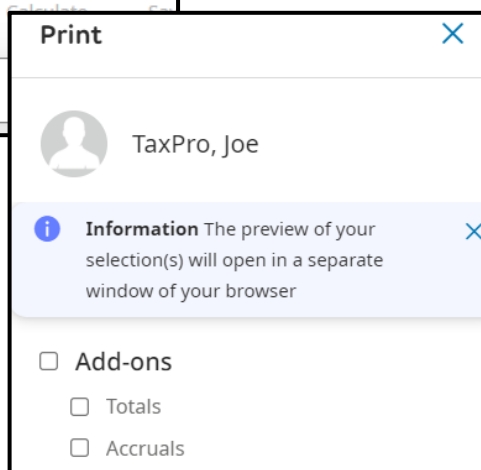 Calculate
Print
TaxPro, Joe
Information The preview of your
selection(s) will open in a separate
window of your browser
Add-ons
Totals
Accruals